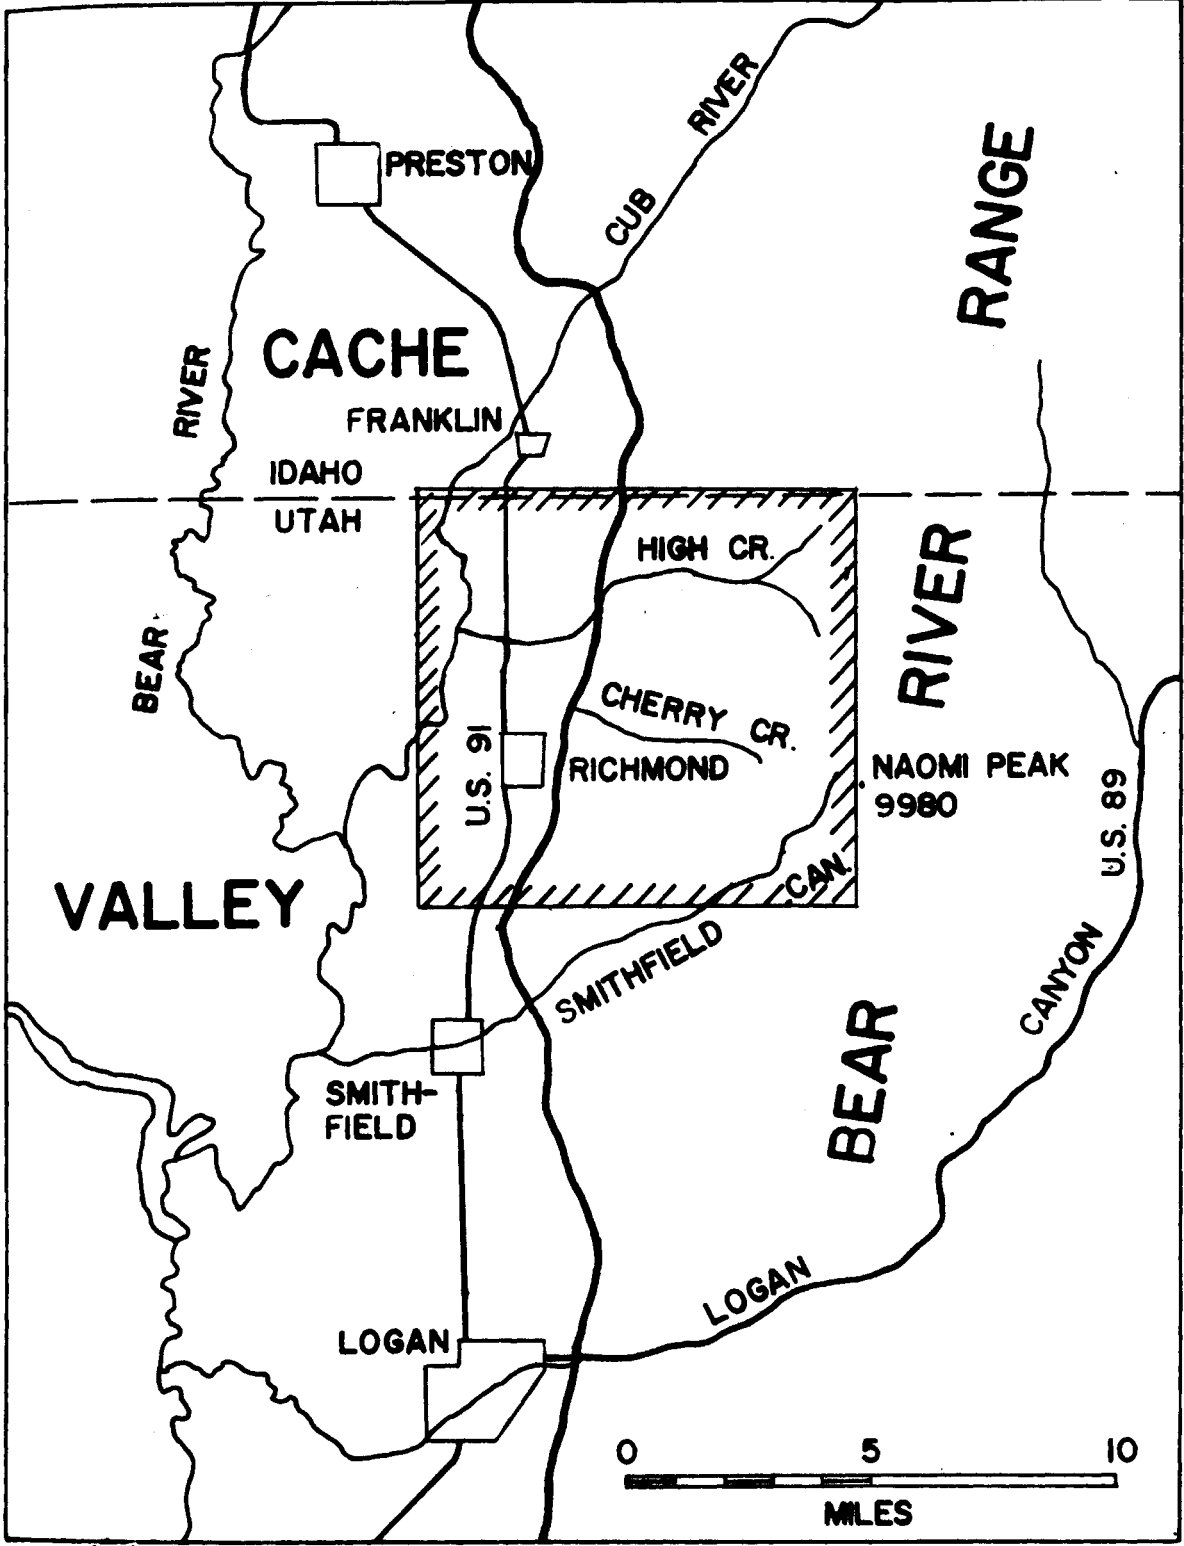 PRESTON
CUB RIVER
RANGE
CACHE
RIVER
FRANKLIN
IDAHO
UTAH
HIGH CR.
RIVER
BEAR
CHERRY CR.
U.S. 91
RICHMOND
NAOMI PEAK
9980
U.S. 89
VALLEY
CAN.
SMITHFIELD
CANYON
BEAR
SMITH-
FIELD
LOGAN
LOGAN
0 5 10
MILES